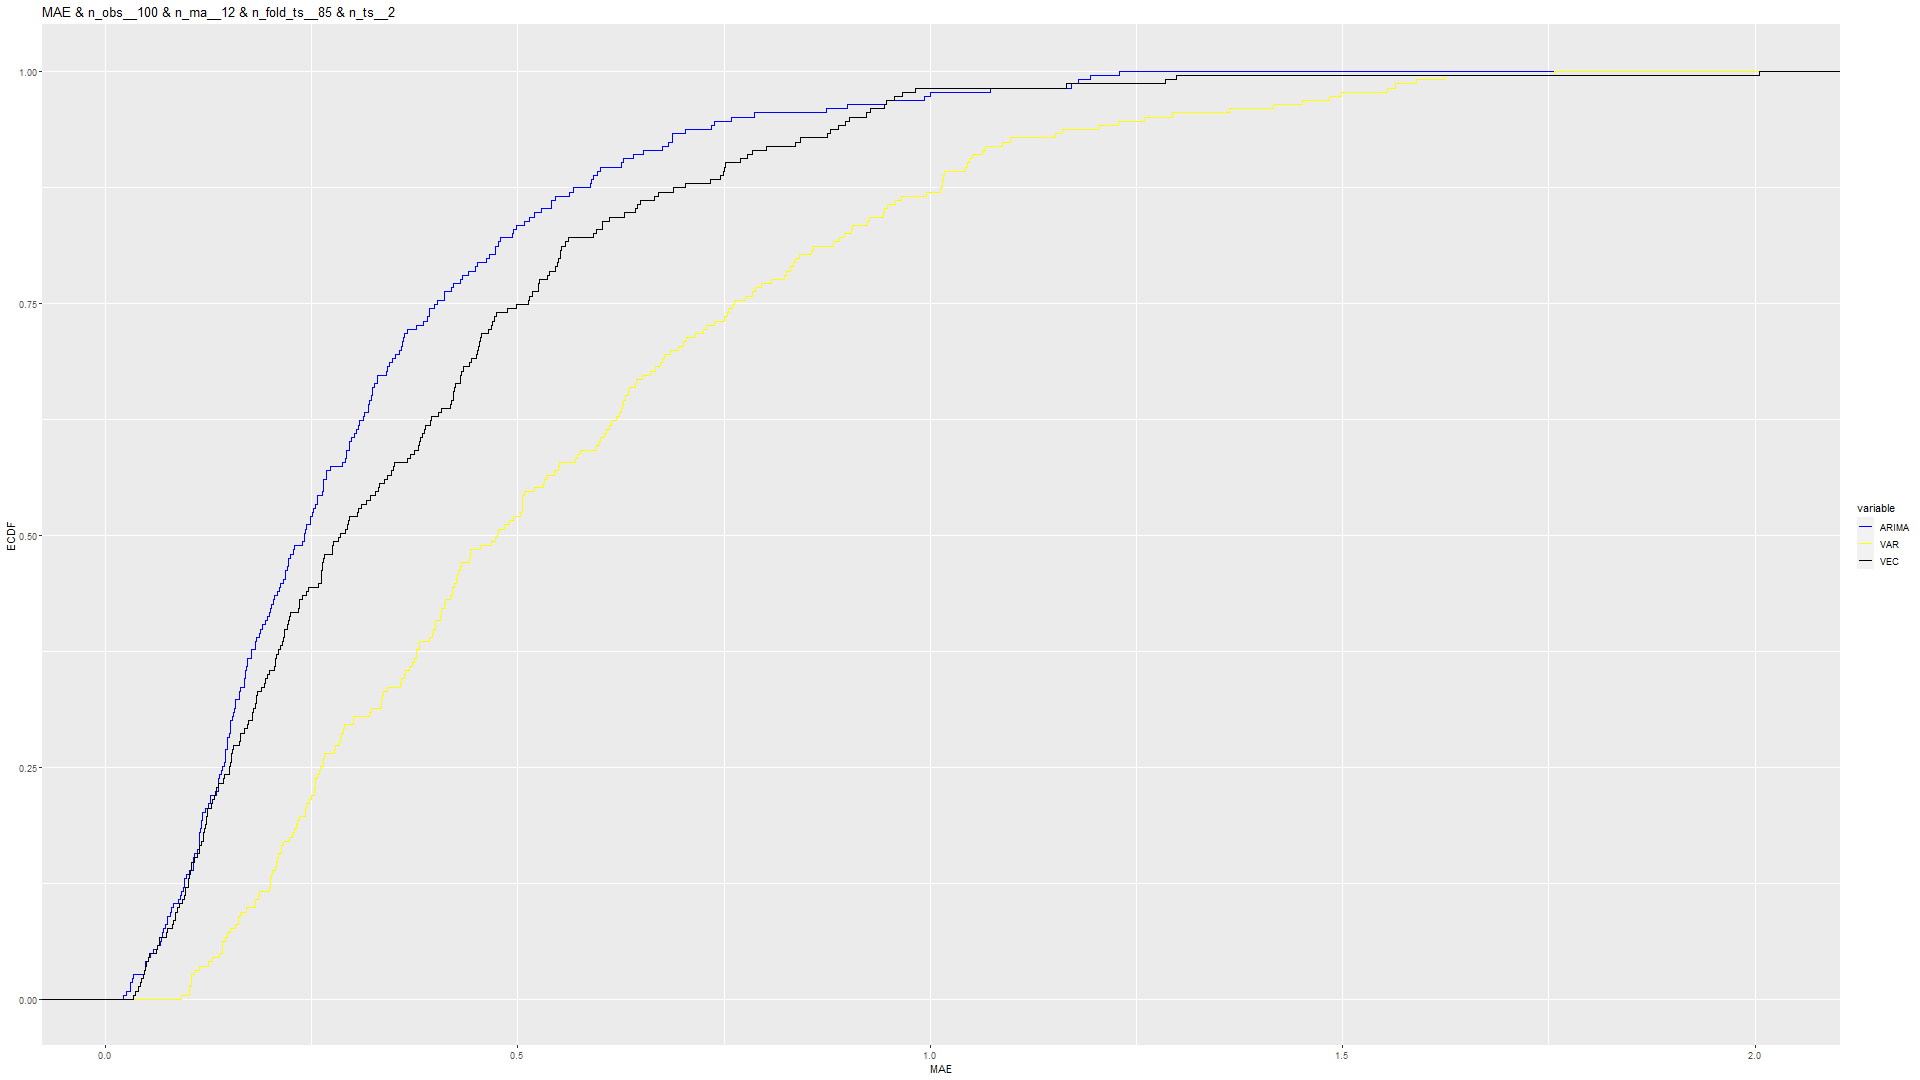 MAE & n_obs__100 & n_ma__12 & n_fold_ts__85 & n_ts__2
1.00
0.75
0.50
0.25
0.00
ECDF
0.0
0.5
1.0
1.5
2.0
MAE
variable
ARIMA
VAR
VEC